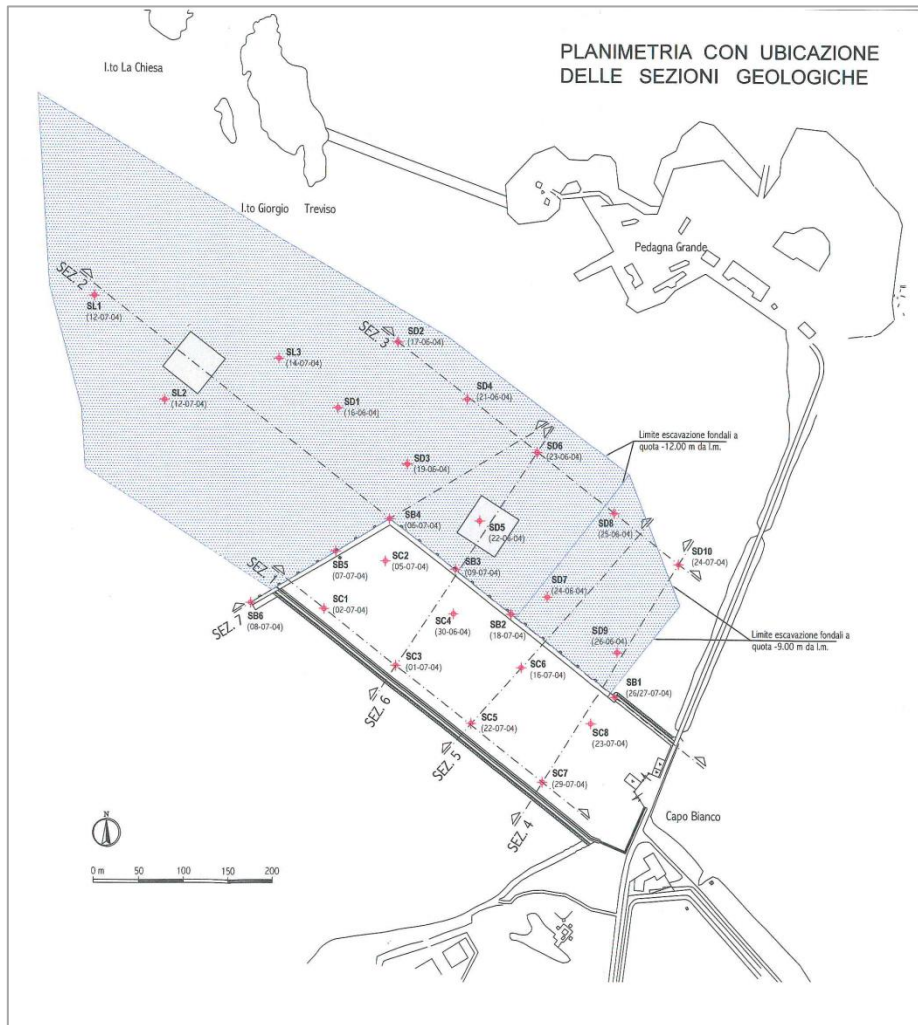 PLANIMETRIA CON UBICAZIONE
DELLE SEZIONI GEOLOGICHE
I.to La Chiesa
I.to Giorgio Treviso
Pedagna Grande
SEZ. 2
SL1
(12-07-04)
SEZ. 3
SD2
(17-06-04)
SL3
(14-07-04)
SL2
(12-07-04)
SD1
(16-06-04)
SD4
(21-06-04)
Limite escavazione fondali a
quota -12.00 m da l.m.
SD6
(23-06-04)
SD3
(19-06-04)
SB4
(06-07-04)
SD5
(22-06-04)
SD8
(25-06-04)
SB5
(07-07-04)
SC2
(05-07-04)
SB3
(09-07-04)
SD10
(24-07-04)
SEZ. 1
SD7
(24-06-04)
SEZ. 7
SB6
(08-07-04)
SC1
(02-07-04)
SC4
(30-06-04)
SB2
(18-07-04)
Limite escavazione fondali a
quota -9.00 m da l.m.
SD9
(26-06-04)
SC3
(01-07-04)
SC6
(16-07-04)
SEZ. 6
SB1
(26/27-07-04)
SC5
(22-07-04)
SC8
(23-07-04)
SEZ. 5
SC7
(29-07-04)
SEZ. 4
Capo Bianco
0 m 50 100 150 200